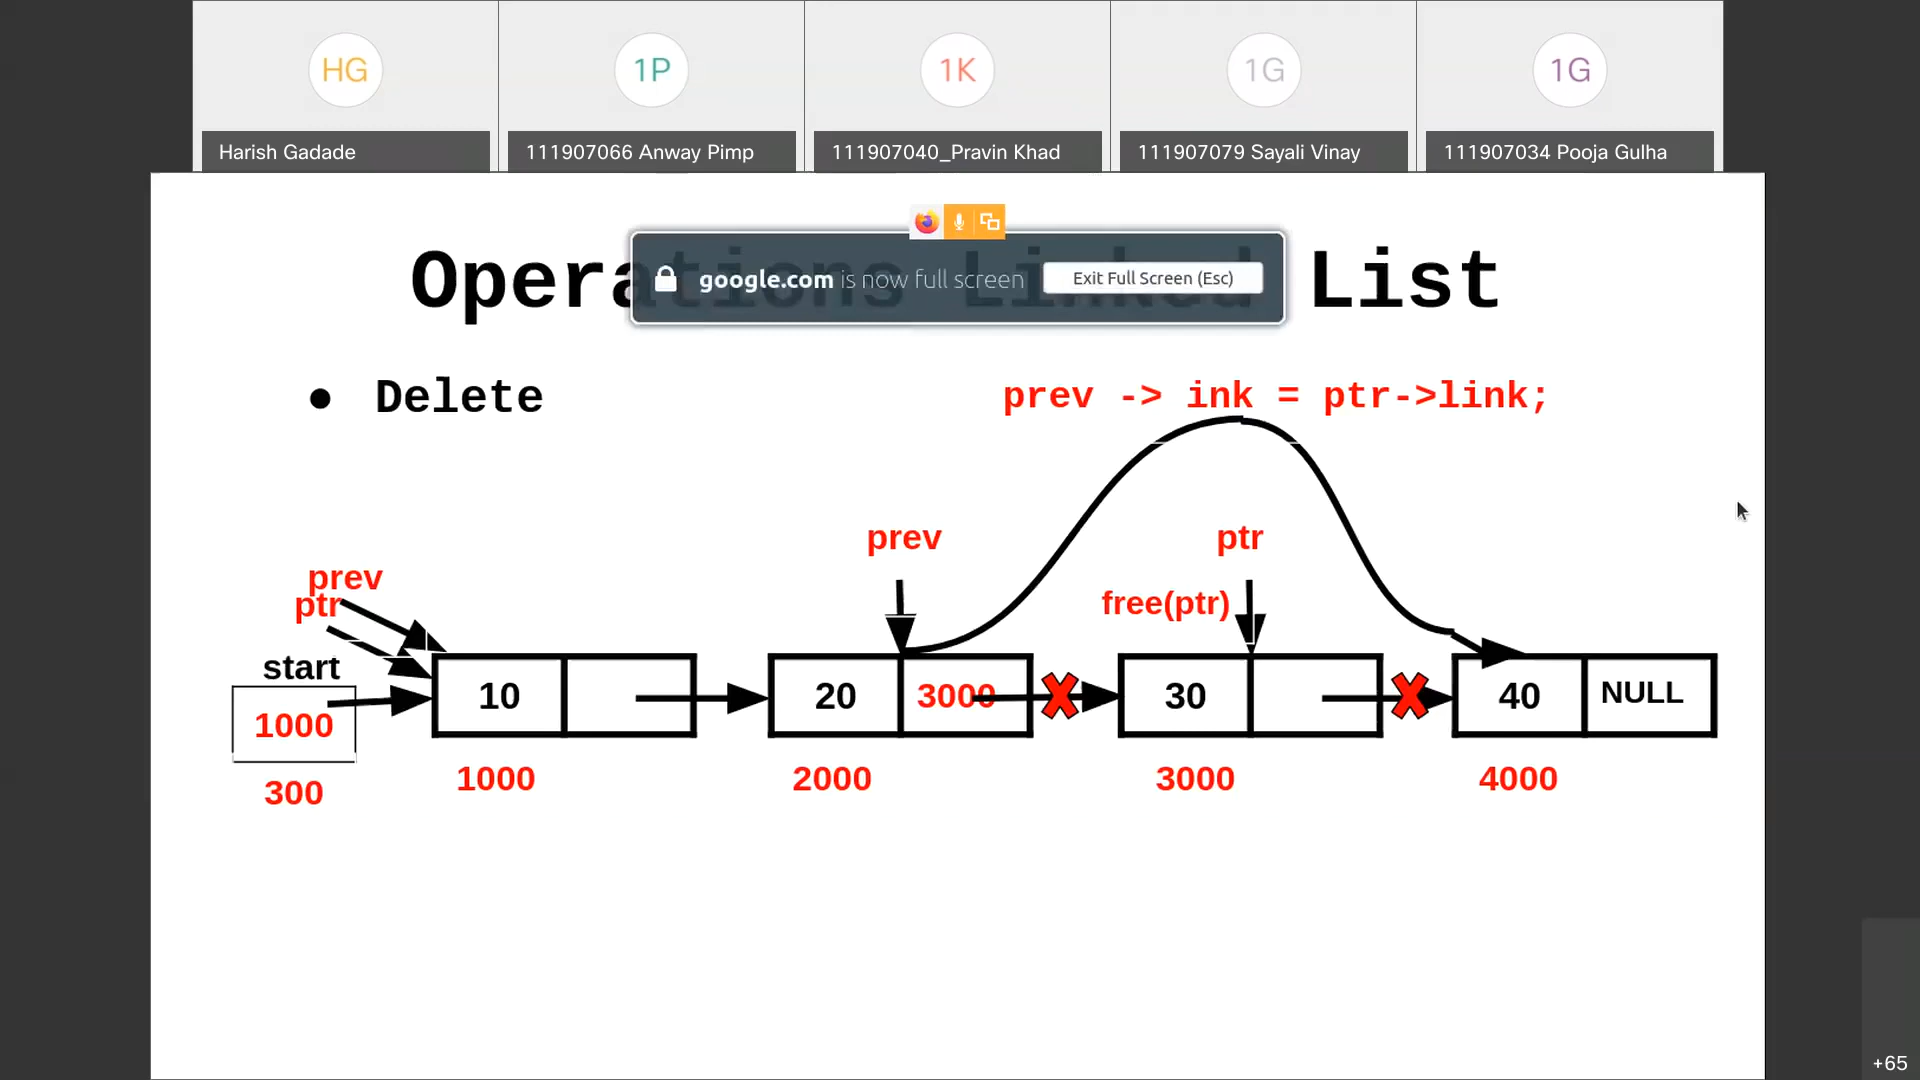 HG
1P
1K
1G
1G
Harish Gadade
111907066 Anway Pimp
111907040_Pravin Khad
111907079 Sayali Vinay
111907034 Pooja Gulha
Operations Linked List
google.com is now full screen
Exit Full Screen (Esc)
● Delete
prev -> ink = ptr->link;
prev
ptr
prev
ptr
free(ptr)
start
1000
10
20
3000
30
40
NULL
300
1000
2000
3000
4000
+65